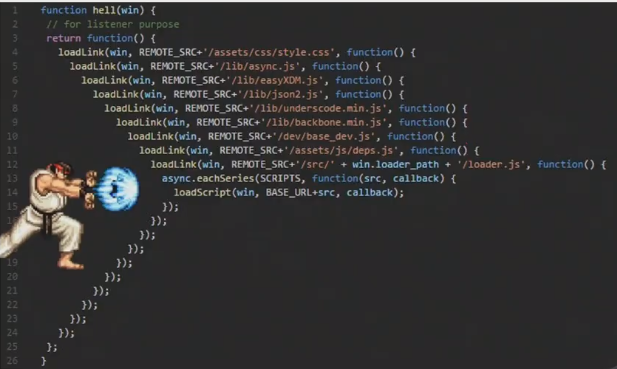 1 function hell(win) {
2 // for listener purpose
3 return function() {
4 loadLink(win, REMOTE_SRC+'/assets/css/style.css', function() {
5 loadLink(win, REMOTE_SRC+'/lib/async.js', function() {
6 loadLink(win, REMOTE_SRC+'/lib/easyXDM.js', function() {
7 loadLink(win, REMOTE_SRC+'/lib/json2.js', function() {
8 loadLink(win, REMOTE_SRC+'/lib/underscode.min.js', function() {
9 loadLink(win, REMOTE_SRC+'/lib/backbone.min.js', function() {
10 loadLink(win, REMOTE_SRC+'/dev/base_dev.js', function() {
11 loadLink(win, REMOTE_SRC+'/assets/js/deps.js', function() {
12 loadLink(win, REMOTE_SRC+'/src/' + win.loader_path + '/loader.js', function() {
13 async.eachSeries(SCRIPTS, function(src, callback) {
14 loadScript(win, BASE_URL+src, callback);
15 });
});
});
});
19 });
20 });
21 });
22 });
23 });
24 });
25 };
26 }